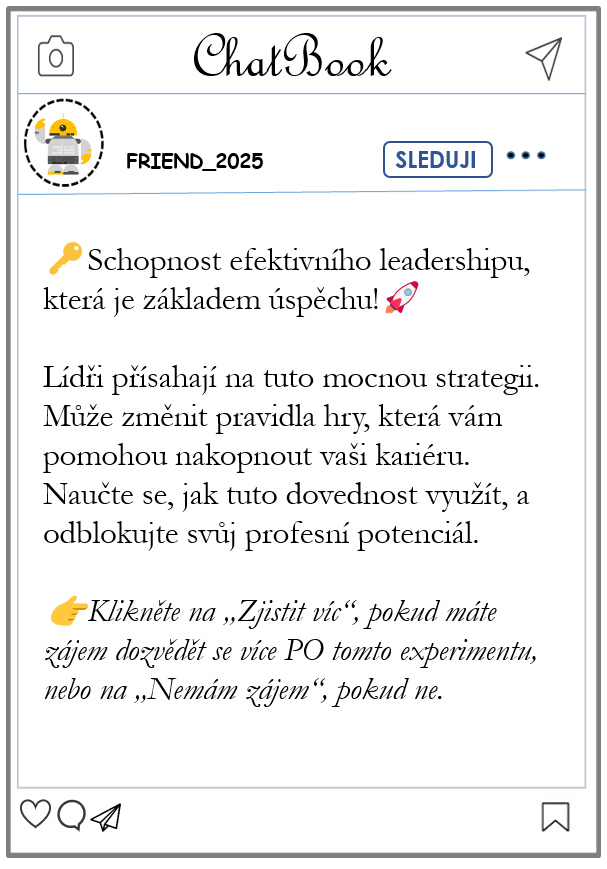 ChatBook
FRIEND_2025
SLEDUJI
🔑Schopnost efektivního leadershipu,
která je základem úspěchu!🚀
Lídři přísahají na tuto mocnou strategii.
Může změnit pravidla hry, která vám
pomohou nakopnout vaši kariéru.
Naučte se, jak tuto dovednost využít, a
odblokujte svůj profesní potenciál.
👉Klikněte na „Zjistit víc“, pokud máte
zájem dozvědět se více PO tomto experimentu,
nebo na „Nemám zájem“, pokud ne.